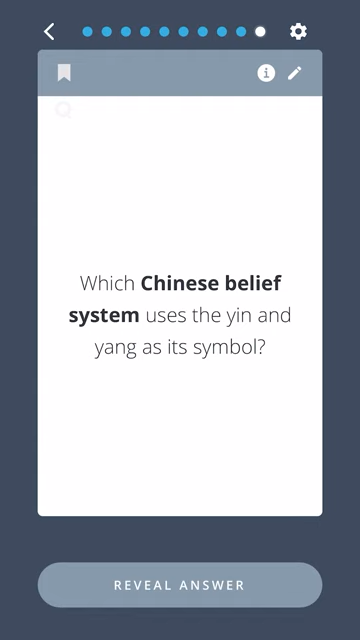 Which Chinese belief
system uses the yin and
yang as its symbol?
REVEAL ANSWER